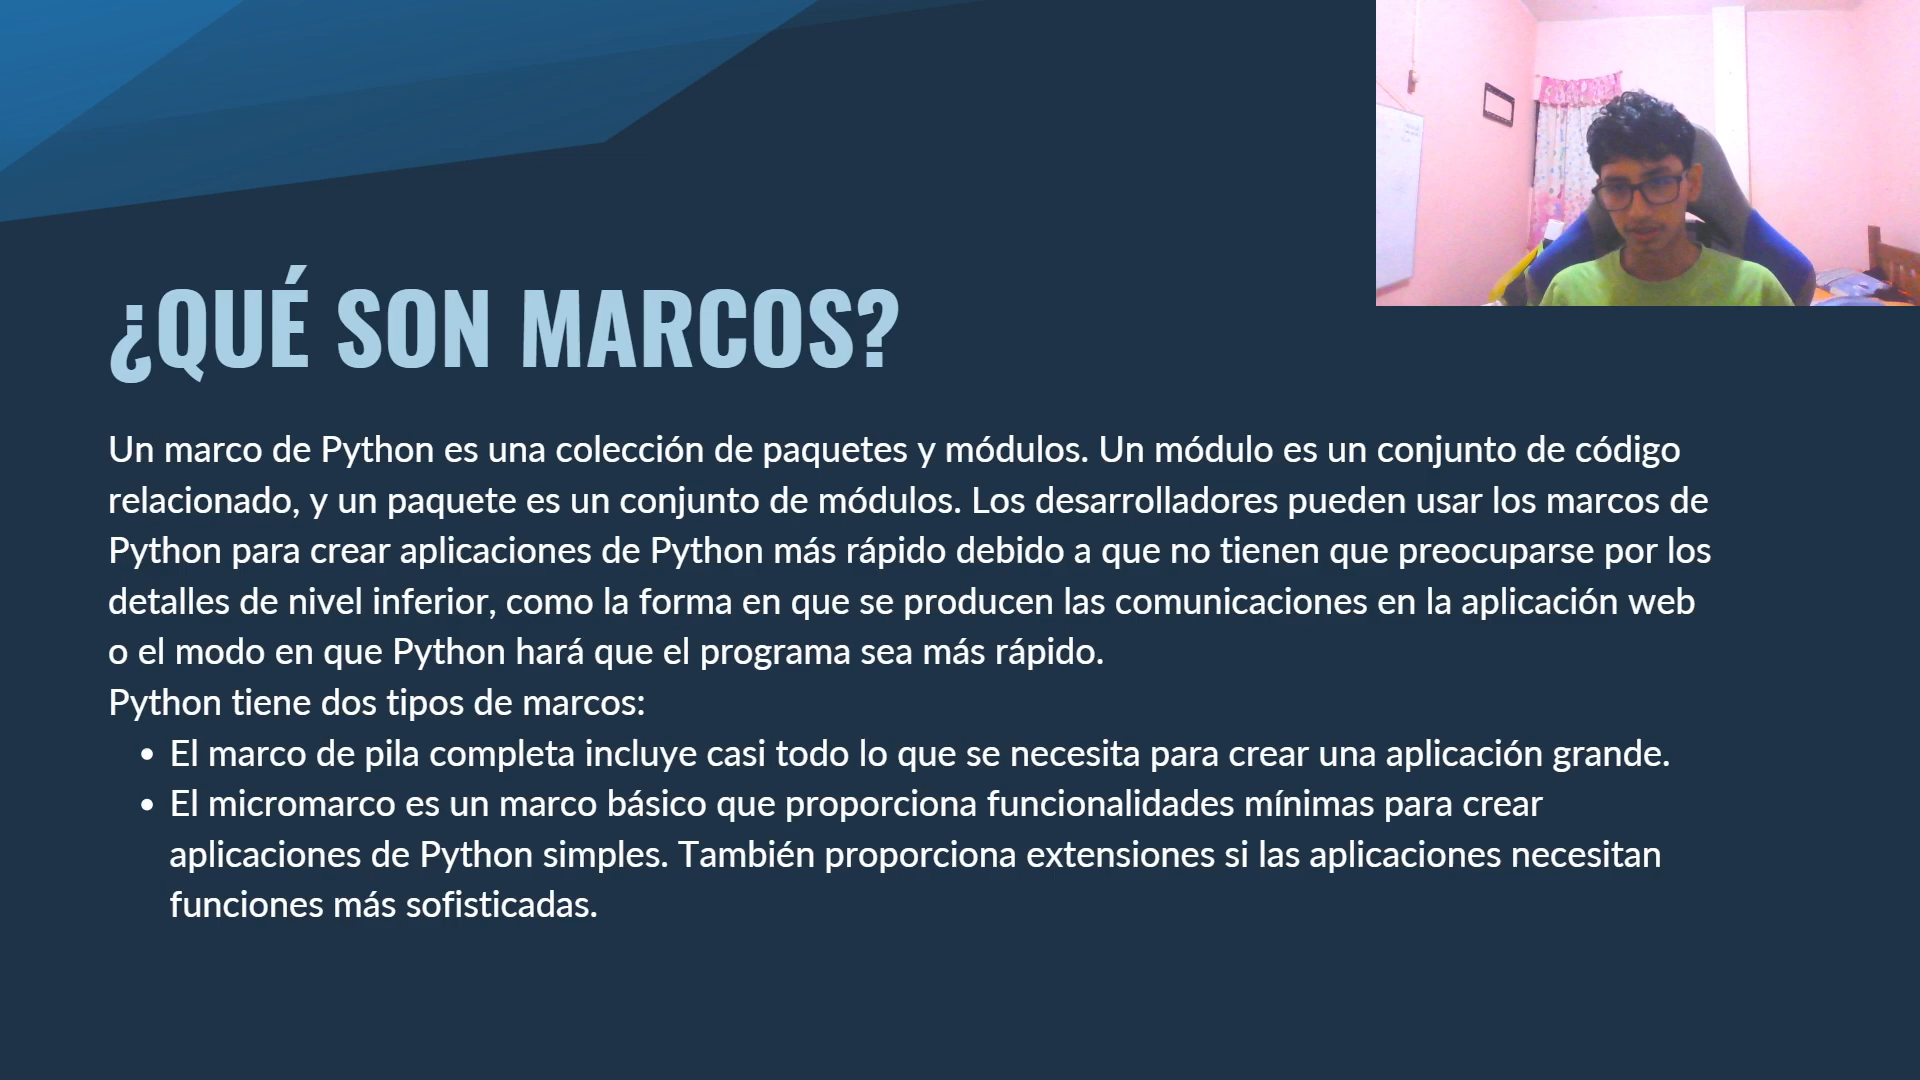 ¿QUÉ SON MARCOS?
Un marco de Python es una colección de paquetes y módulos. Un módulo es un conjunto de código
relacionado, y un paquete es un conjunto de módulos. Los desarrolladores pueden usar los marcos de
Python para crear aplicaciones de Python más rápido debido a que no tienen que preocuparse por los
detalles de nivel inferior, como la forma en que se producen las comunicaciones en la aplicación web
o el modo en que Python hará que el programa sea más rápido.
Python tiene dos tipos de marcos:
• El marco de pila completa incluye casi todo lo que se necesita para crear una aplicación grande.
• El micromarco es un marco básico que proporciona funcionalidades mínimas para crear
aplicaciones de Python simples. También proporciona extensiones si las aplicaciones necesitan
funciones más sofisticadas.